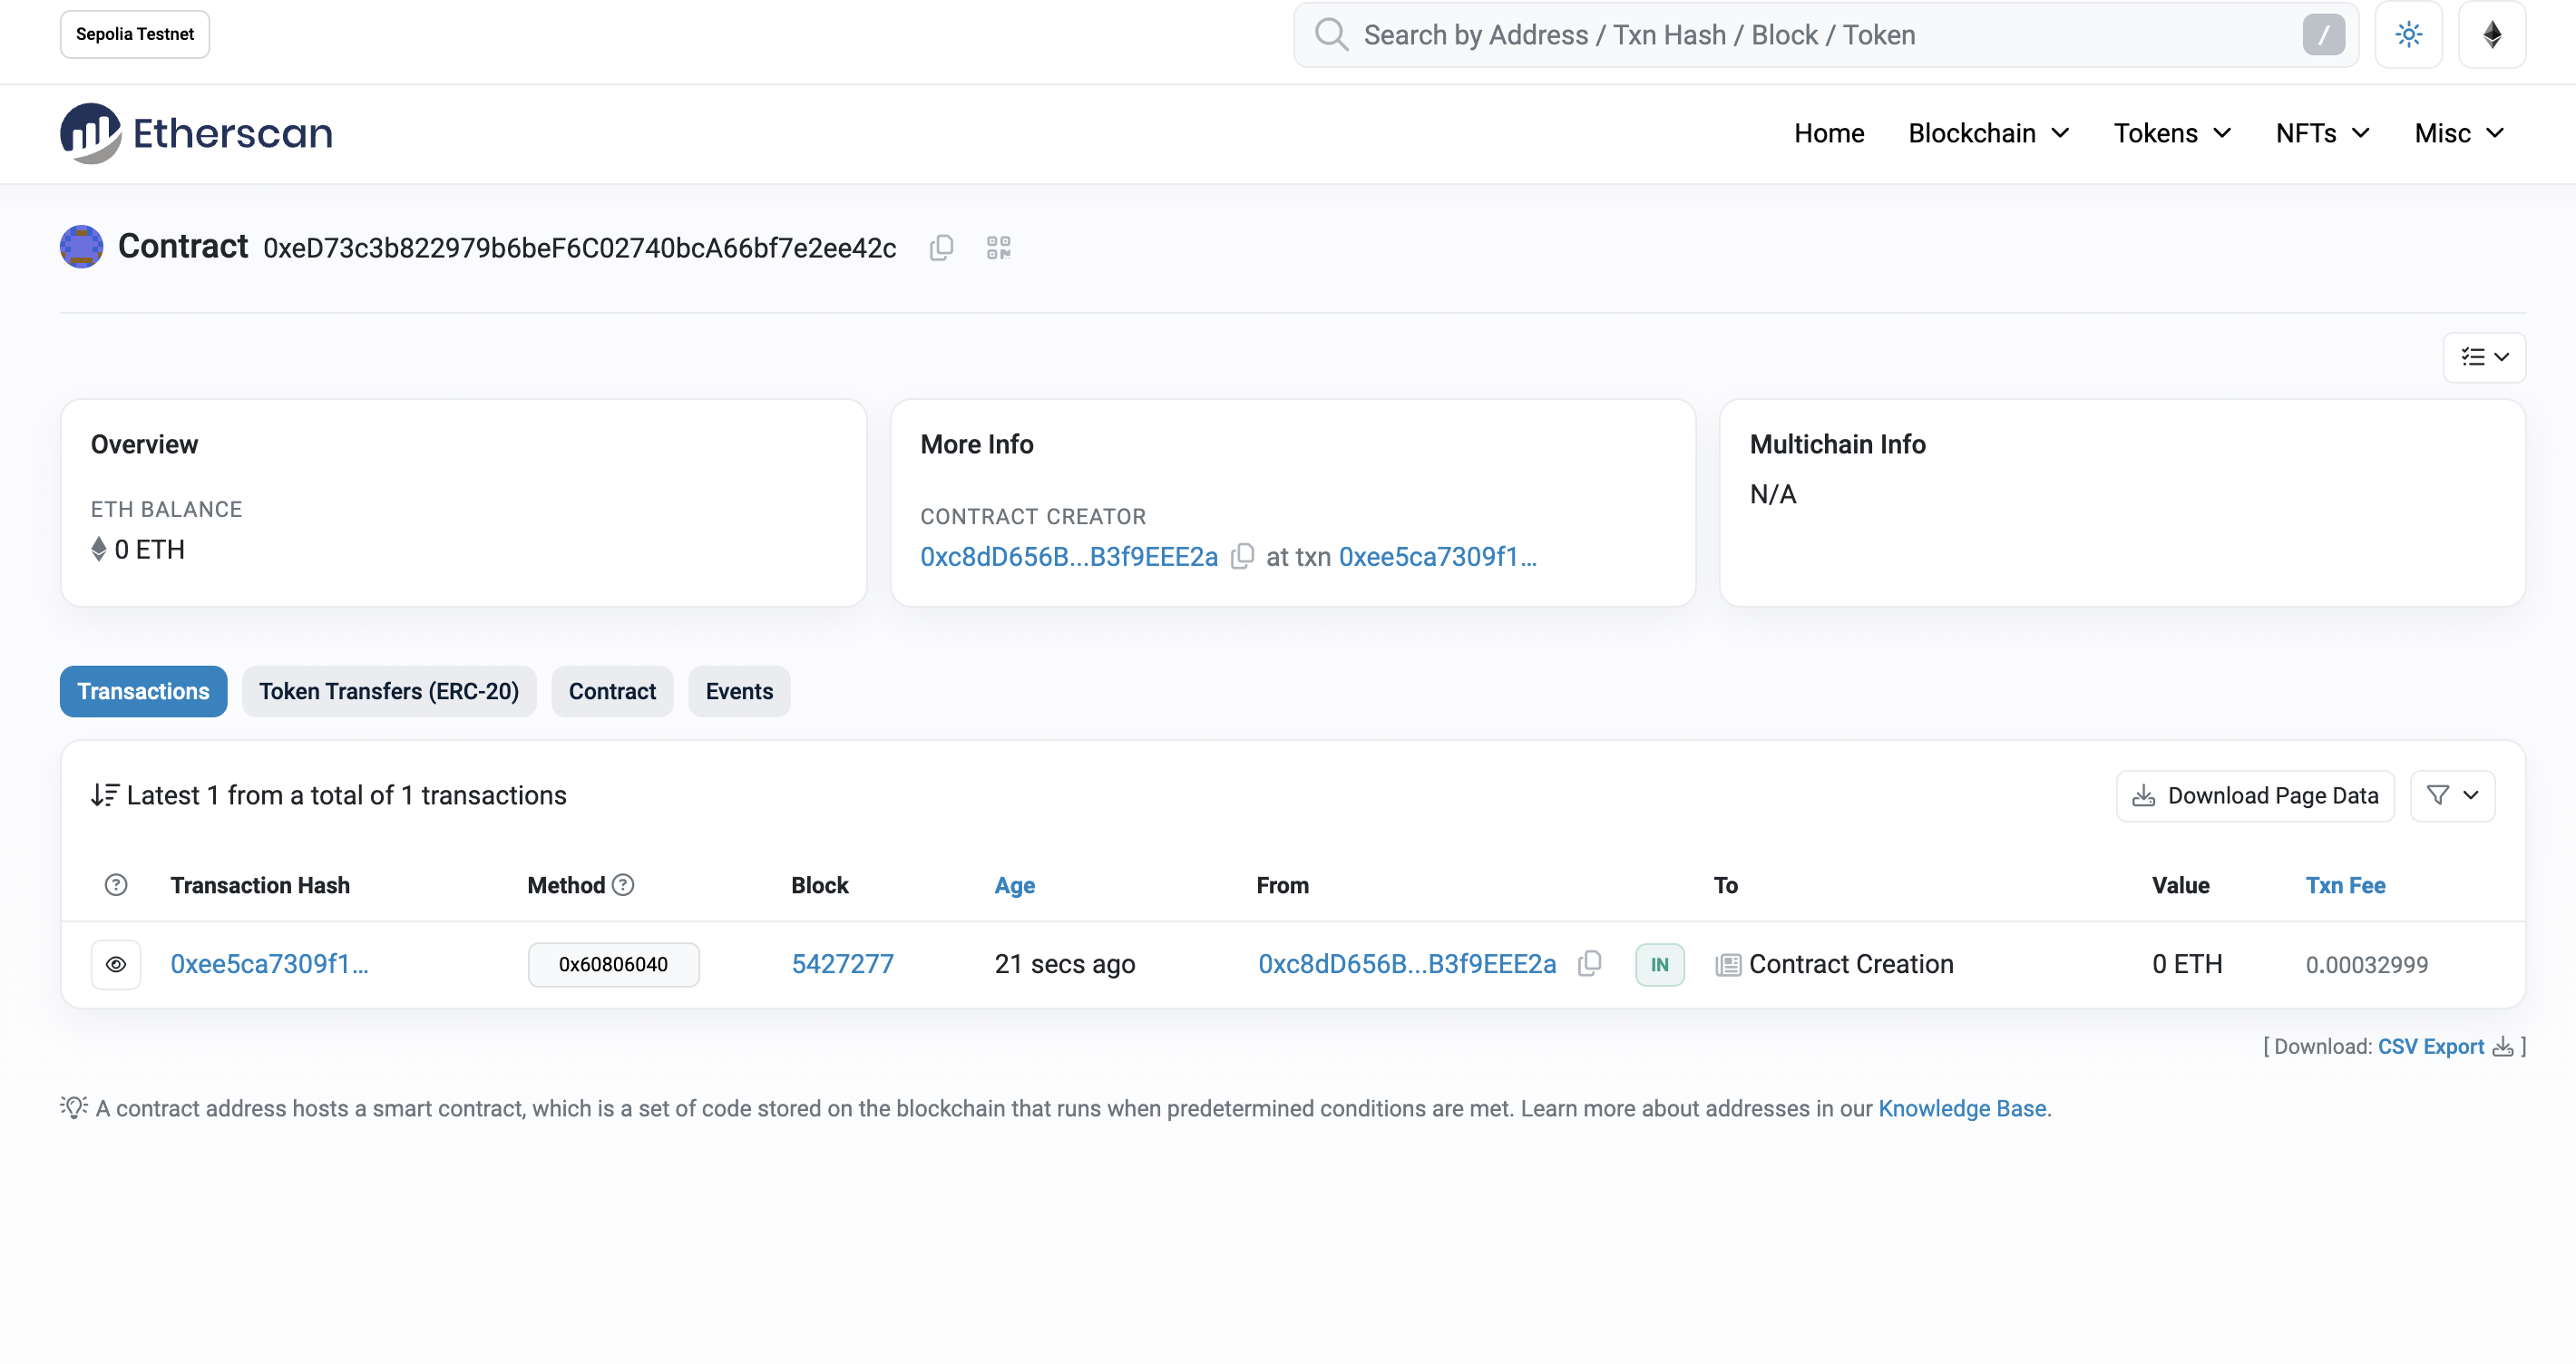 Sepolia Testnet
Search by Address / Txn Hash / Block / Token
/
Etherscan
Home Blockchain Tokens NFTs Misc
Contract 0xeD73c3b822979b6beF6C02740bcA66bf7e2ee42c
Overview
ETH BALANCE
0 ETH
More Info
CONTRACT CREATOR
0xc8dD656B...B3f9EEE2a at txn 0xee5ca7309f1...
Multichain Info
N/A
Transactions Token Transfers (ERC-20) Contract Events
Latest 1 from a total of 1 transactions
Download Page Data
? Transaction Hash Method ? Block Age From To Value Txn Fee
0xee5ca7309f1... 0x60806040 5427277 21 secs ago 0xc8dD656B...B3f9EEE2a IN Contract Creation 0 ETH 0.00032999
[ Download: CSV Export ]
A contract address hosts a smart contract, which is a set of code stored on the blockchain that runs when predetermined conditions are met. Learn more about addresses in our Knowledge Base.